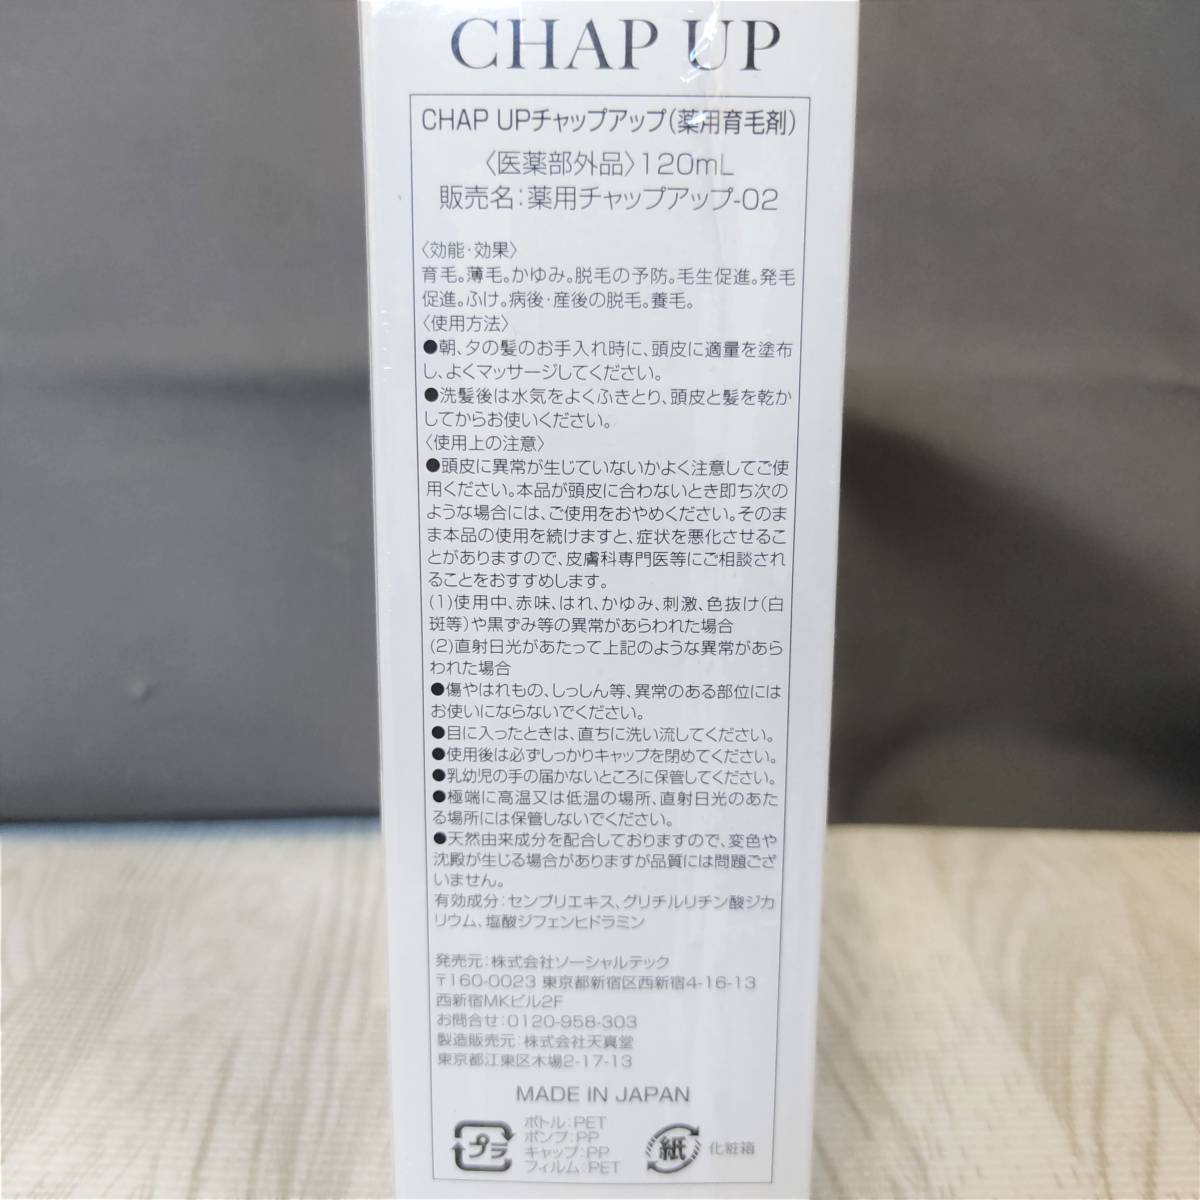 CHAP UP
CHAP UPチャップアップ(薬用育毛剤)
〈医薬部外品〉120mL
販売名:薬用チャップアップ-02
〈効能・効果〉
育毛。薄毛。かゆみ。脱毛の予防。毛生促進。発毛
促進。ふけ。病後・産後の脱毛。養毛。
〈使用方法〉
●朝、夕の髪のお手入れ時に、頭皮に適量を塗布
し、よくマッサージしてください。
●洗髪後は水気をよくふきとり、頭皮と髪を乾か
してからお使いください。
〈使用上の注意〉
●頭皮に異常が生じていないかよく注意してご使
用ください。本品が頭皮に合わないとき即ち次の
ような場合には、ご使用をおやめください。そのま
ま本品の使用を続けますと、症状を悪化させるこ
とがありますので、皮膚科専門医等にご相談され
ることをおすすめします。
(1)使用中、赤味、はれ、かゆみ、刺激、色抜け(白
斑等)や黒ずみ等の異常があらわれた場合
(2)直射日光があたって上記のような異常があら
われた場合
●傷やはれもの、しっしん等、異常のある部位には
お使いにならないでください。
●目に入ったときは、直ちに洗い流してください。
●使用後は必ずしっかりキャップを閉めてください。
●乳幼児の手の届かないところに保管してください。
●極端に高温又は低温の場所、直射日光のあた
る場所には保管しないでください。
●天然由来成分を配合しておりますので、変色や
沈殿が生じる場合がありますが品質には問題ござ
いません。
有効成分:センブリエキス、グリチルリチン酸ジカ
リウム、塩酸ジフェンヒドラミン
発売元:株式会社ソーシャルテック
〒160-0023 東京都新宿区西新宿4-16-13
西新宿MKビル2F
お問合せ:0120-958-303
製造販売元:株式会社天真堂
東京都江東区木場2-17-13
MADE IN JAPAN
プラ
ボトル:PET
ポンプ:PP
キャップ:PP
フィルム:PET
紙
化粧箱